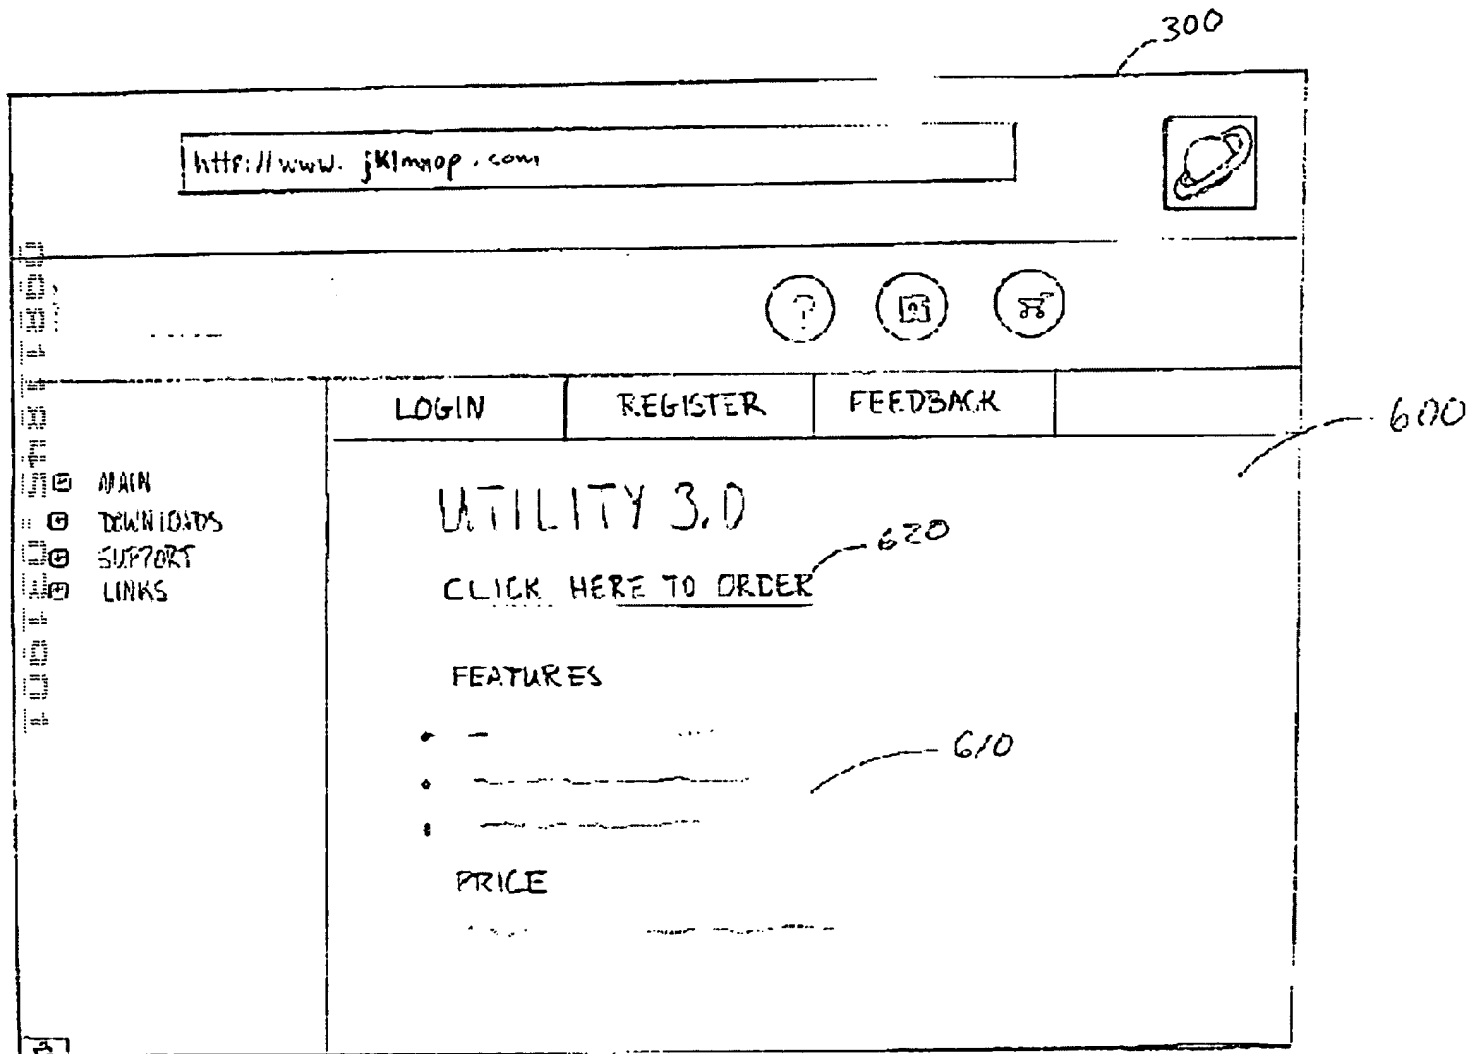 300
http://www.jklmnop.com
?
LOGIN REGISTER FEEDBACK
600
MAIN
DOWNLOADS
SUPPORT
LINKS
UTILITY 3.0
620
CLICK HERE TO ORDER
FEATURES
610
PRICE